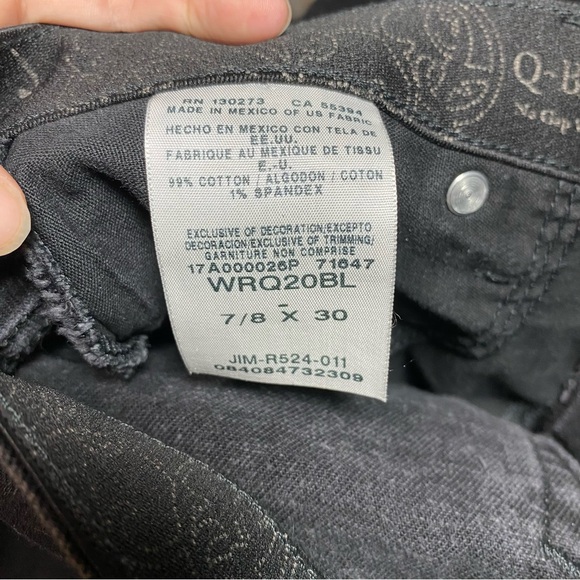 Q-B
No Gap
RN 130273 CA 55394
MADE IN MEXICO OF US FABRIC
HECHO EN MEXICO CON TELA DE
EE.UU.
FABRIQUE AU MEXIQUE DE TISSU
E.-U.
99% COTTON / ALGODON / COTON
1% SPANDEX
EXCLUSIVE OF DECORATION/EXCEPTO
DECORACION/EXCLUSIVE OF TRIMMING/
GARNITURE NON COMPRISE
17A000026P 71647
WRQ20BL
-
7/8 X 30
JIM-R524-011
084084732309